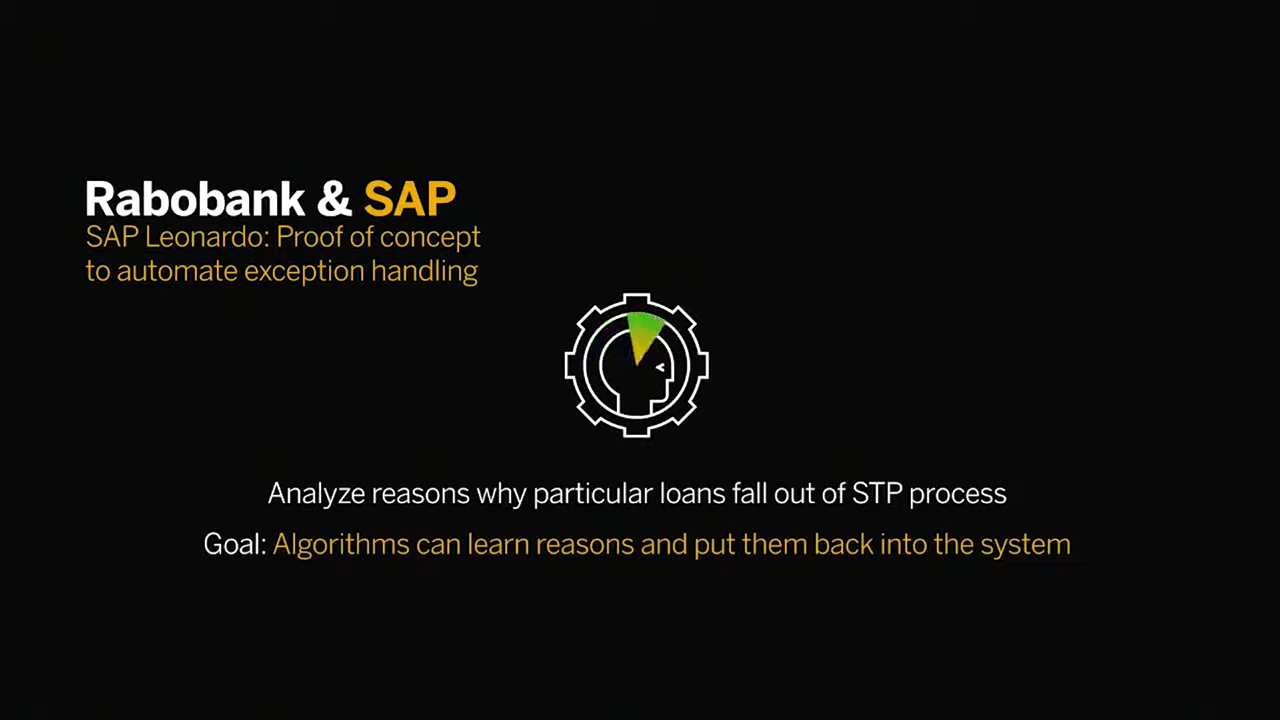 Rabobank & SAP
SAP Leonardo: Proof of concept
to automate exception handling
Analyze reasons why particular loans fall out of STP process
Goal: Algorithms can learn reasons and put them back into the system